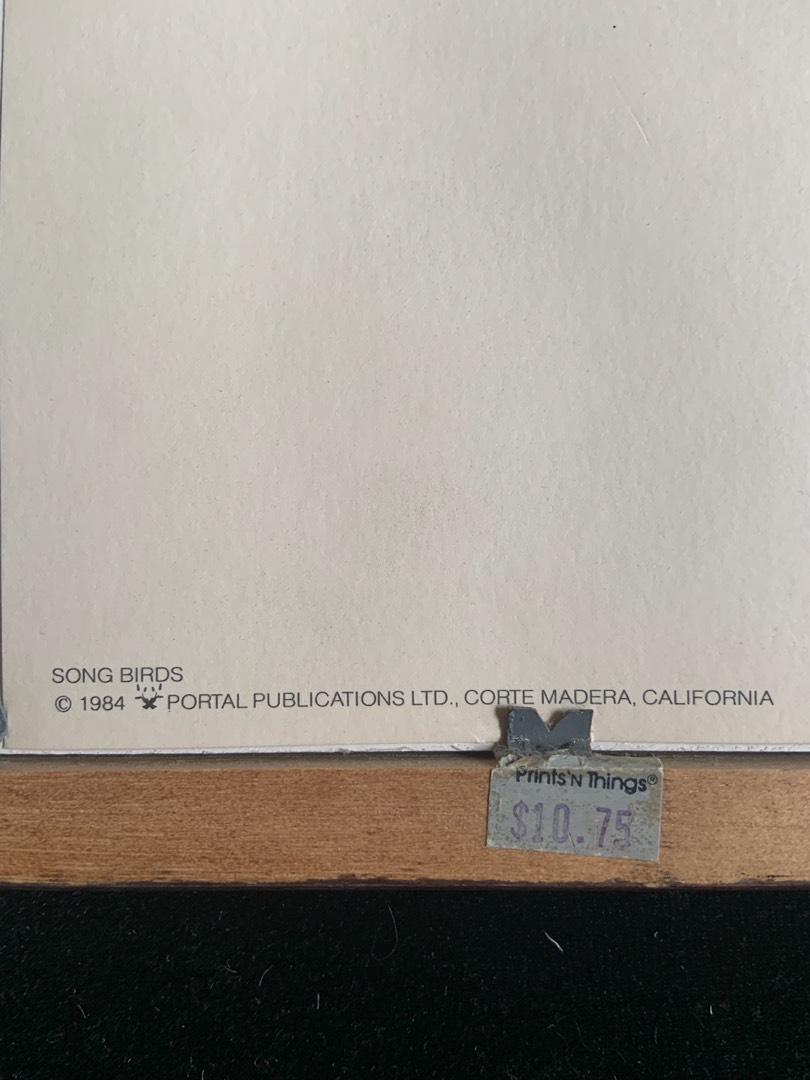 SONG BIRDS
© 1984 PORTAL PUBLICATIONS LTD., CORTE MADERA, CALIFORNIA
Prints'N Things®
$10.75